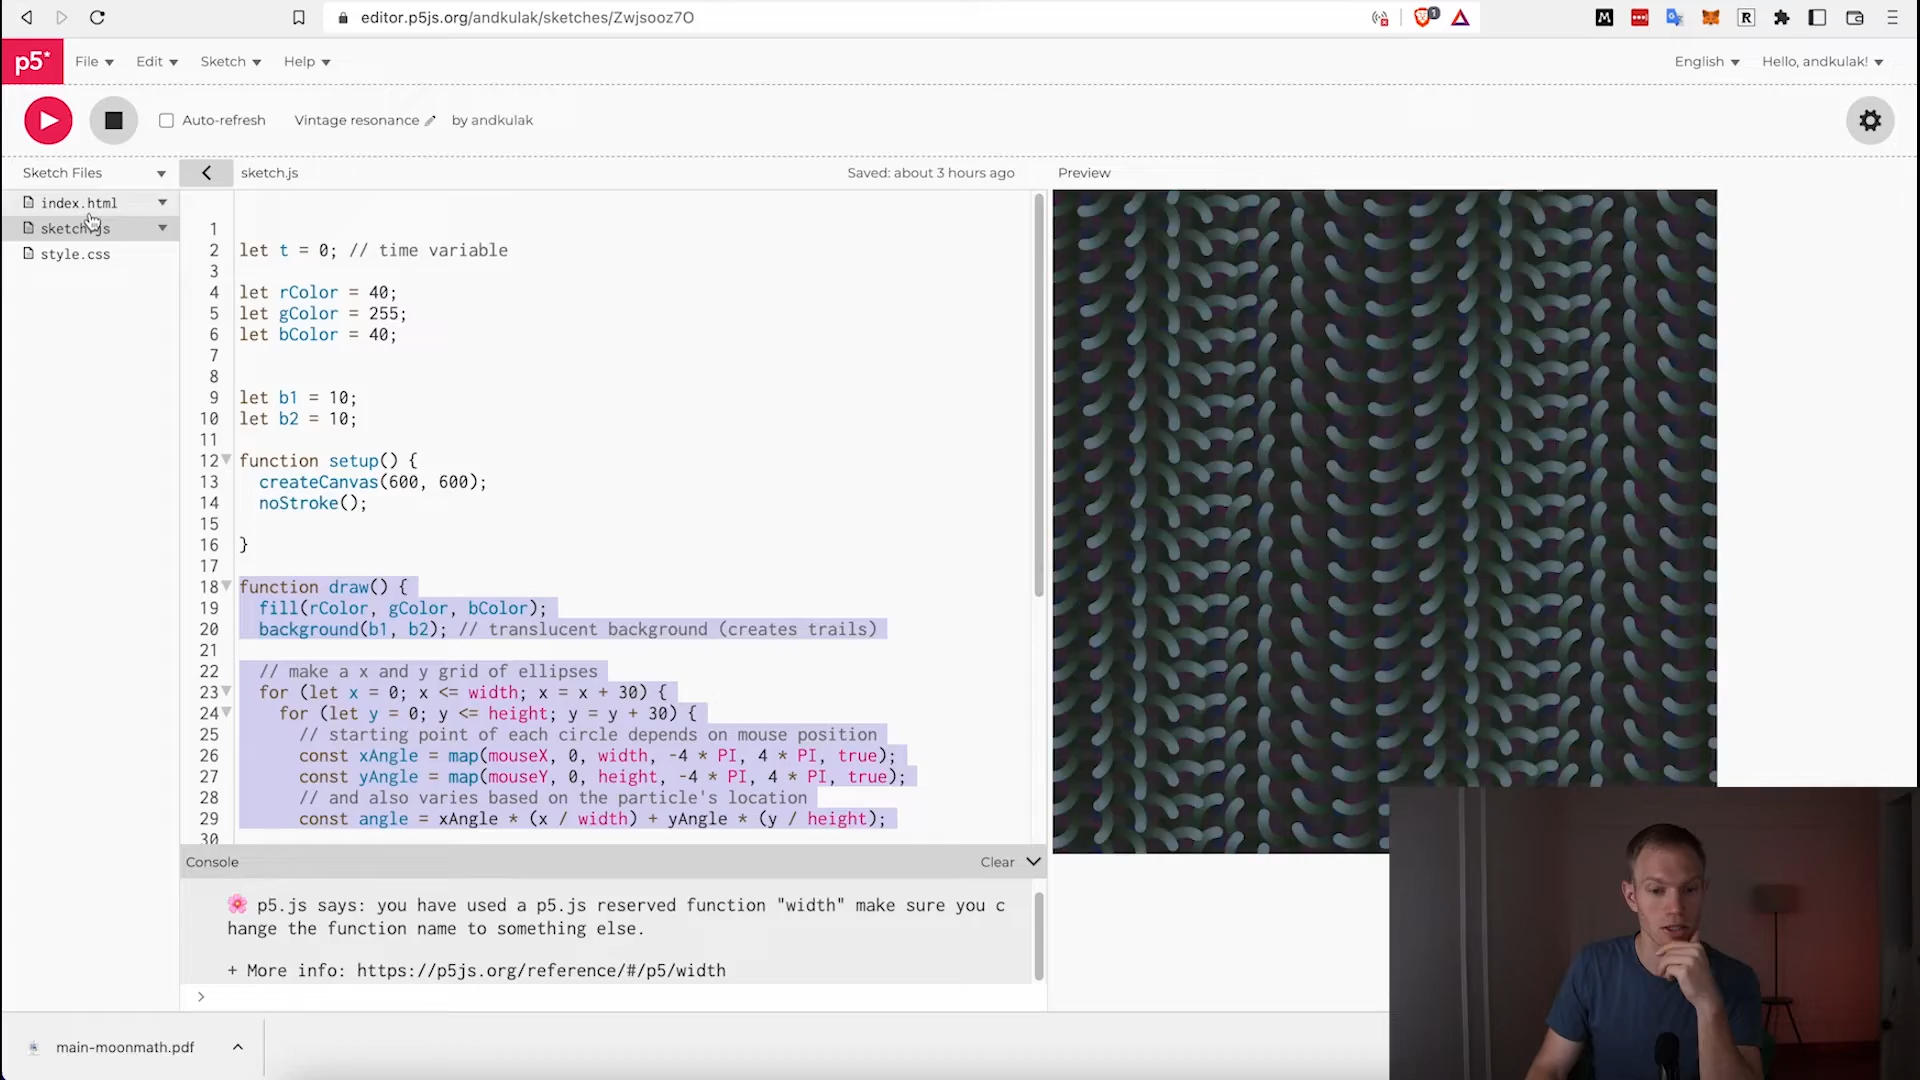 editor.p5js.org/andkulak/sketches/Zwjsooz7O
1
M
R
p5*
File
Edit
Sketch
Help
English
Hello, andkulak!
Auto-refresh
Vintage resonance
by andkulak
Sketch Files
sketch.js
Saved: about 3 hours ago
Preview
index.html
sketch.js
style.css
1
2 let t = 0; // time variable
3
4 let rColor = 40;
5 let gColor = 255;
6 let bColor = 40;
7
8
9 let b1 = 10;
10 let b2 = 10;
11
12 function setup() {
13 createCanvas(600, 600);
14 noStroke();
15
16 }
17
18 function draw() {
19 fill(rColor, gColor, bColor);
20 background(b1, b2); // translucent background (creates trails)
21
22 // make a x and y grid of ellipses
23 for (let x = 0; x <= width; x = x + 30) {
24 for (let y = 0; y <= height; y = y + 30) {
25 // starting point of each circle depends on mouse position
26 const xAngle = map(mouseX, 0, width, -4 * PI, 4 * PI, true);
27 const yAngle = map(mouseY, 0, height, -4 * PI, 4 * PI, true);
28 // and also varies based on the particle's location
29 const angle = xAngle * (x / width) + yAngle * (y / height);
30
Console
Clear
🌸 p5.js says: you have used a p5.js reserved function "width" make sure you c
hange the function name to something else.
+ More info: https://p5js.org/reference/#/p5/width
>
main-moonmath.pdf